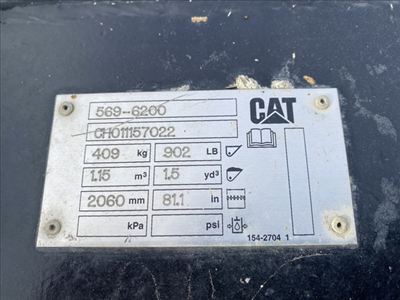 569-6200
CAT
CH011157022
409 kg 902 LB
1.15 m³ 1.5 yd³
2060 mm 81.1 in
kPa psi
154-2704 1